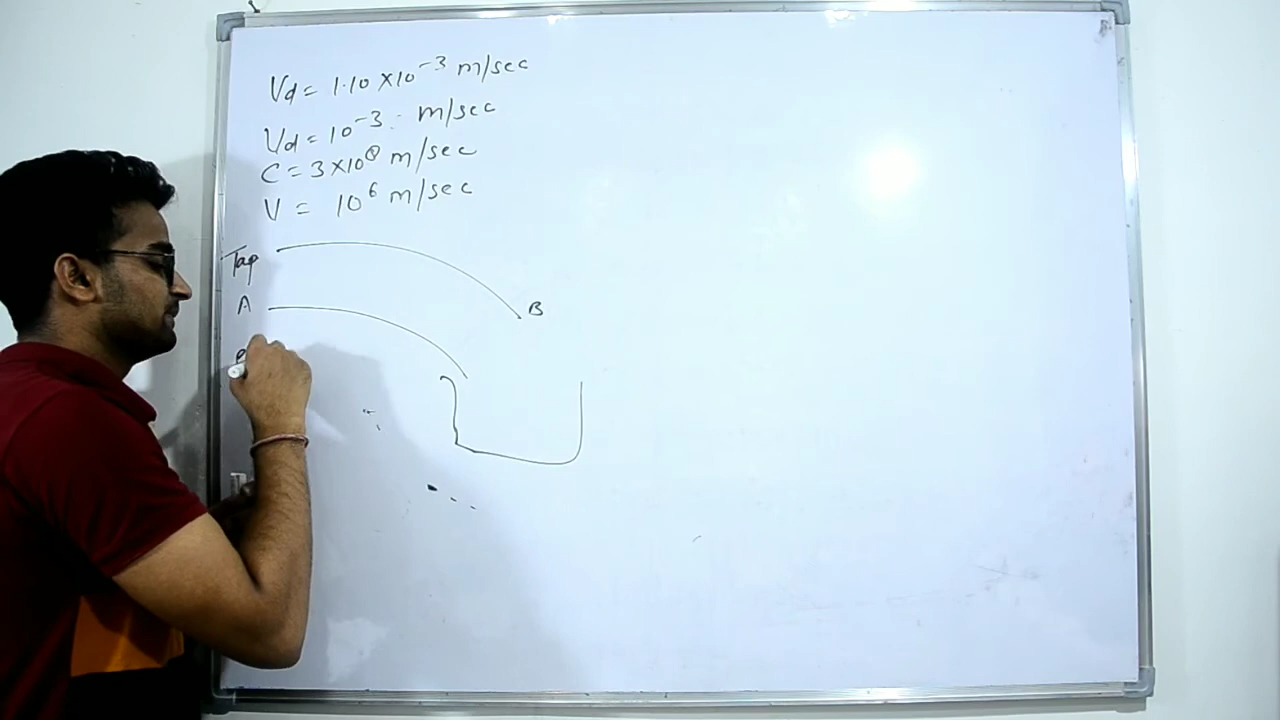 Vd = 1.10 × 10⁻³ m/sec
Vd = 10⁻³ m/sec
C = 3 × 10⁸ m/sec
V = 10⁶ m/sec
Tap
A B